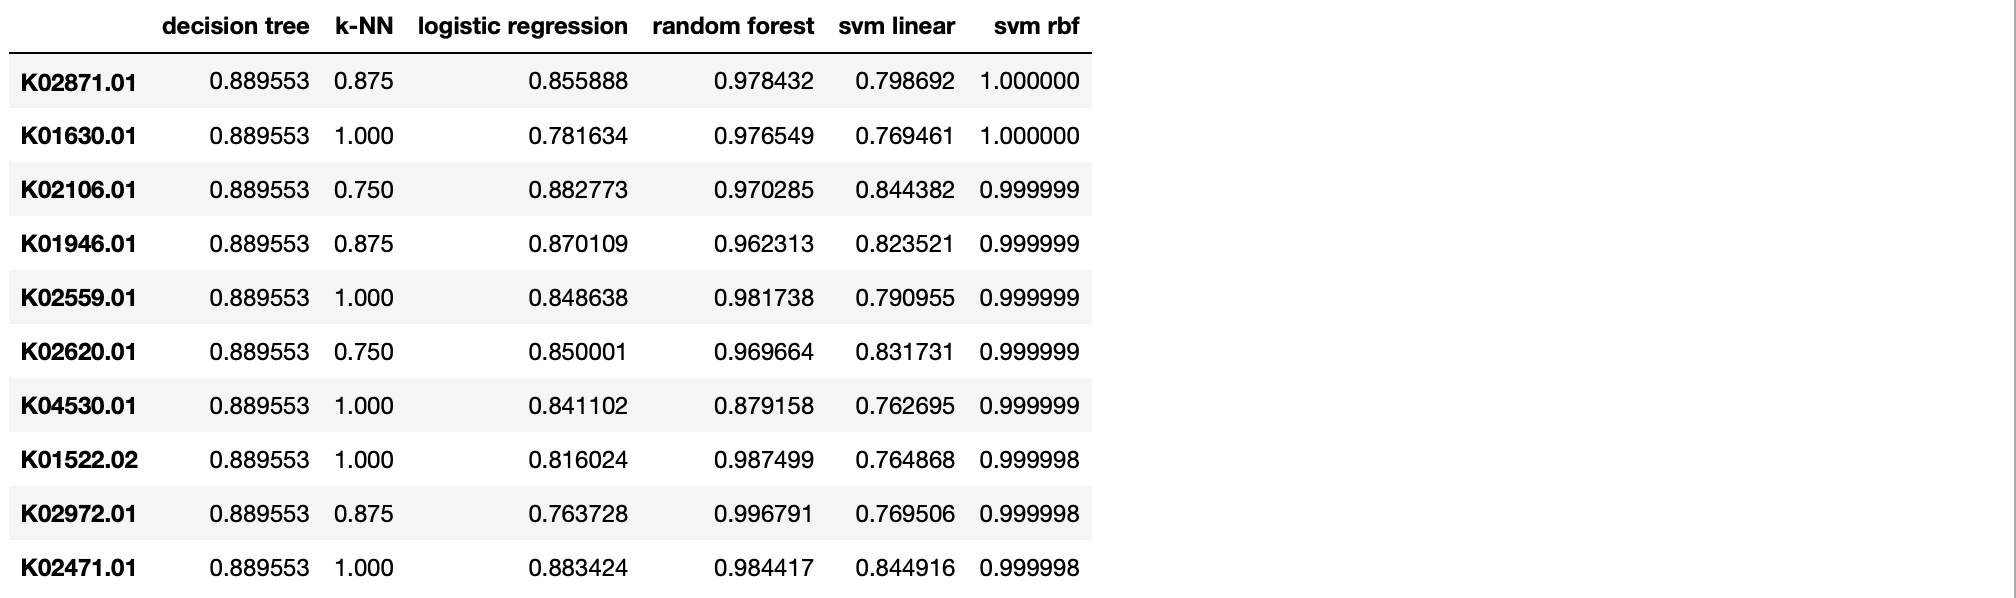 decision tree k-NN logistic regression random forest svm linear svm rbf
K02871.01 0.889553 0.875 0.855888 0.978432 0.798692 1.000000
K01630.01 0.889553 1.000 0.781634 0.976549 0.769461 1.000000
K02106.01 0.889553 0.750 0.882773 0.970285 0.844382 0.999999
K01946.01 0.889553 0.875 0.870109 0.962313 0.823521 0.999999
K02559.01 0.889553 1.000 0.848638 0.981738 0.790955 0.999999
K02620.01 0.889553 0.750 0.850001 0.969664 0.831731 0.999999
K04530.01 0.889553 1.000 0.841102 0.879158 0.762695 0.999999
K01522.02 0.889553 1.000 0.816024 0.987499 0.764868 0.999998
K02972.01 0.889553 0.875 0.763728 0.996791 0.769506 0.999998
K02471.01 0.889553 1.000 0.883424 0.984417 0.844916 0.999998